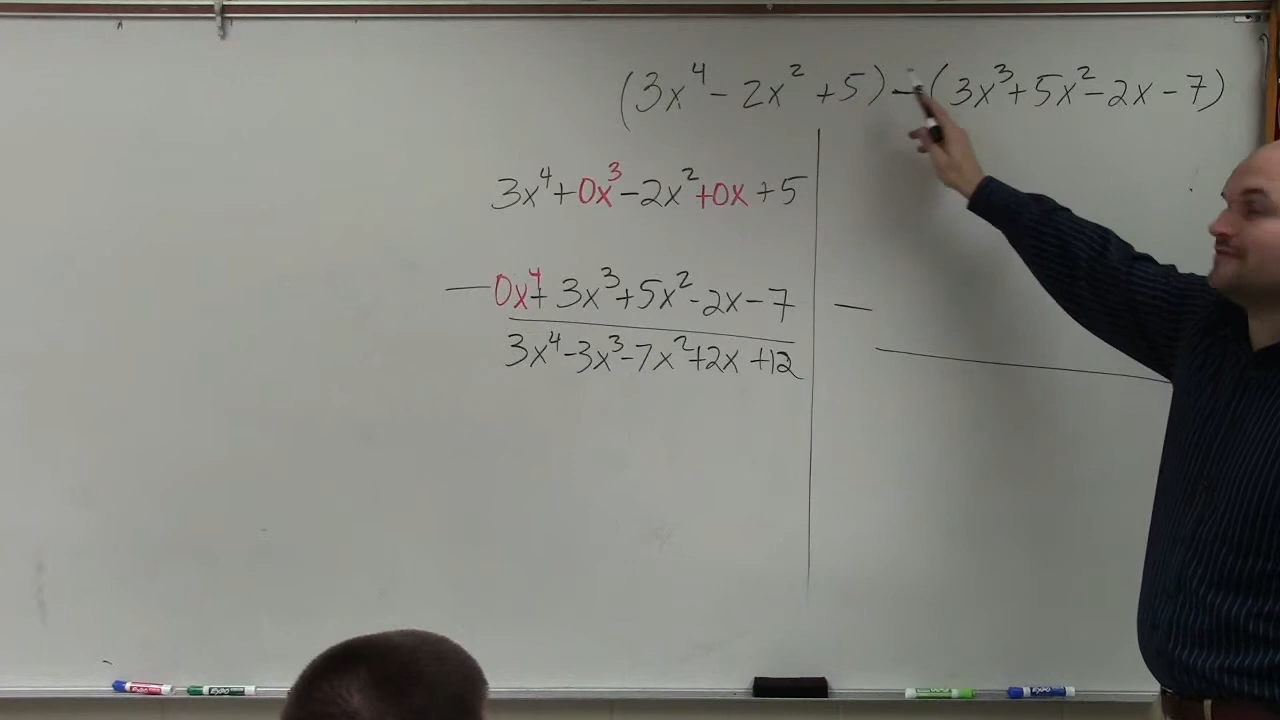 (3x⁴ - 2x² + 5) - (3x³ + 5x² - 2x - 7)
3x⁴ + 0x³ - 2x² + 0x + 5
- 0x⁴ + 3x³ + 5x² - 2x - 7
3x⁴ - 3x³ - 7x² + 2x + 12
-